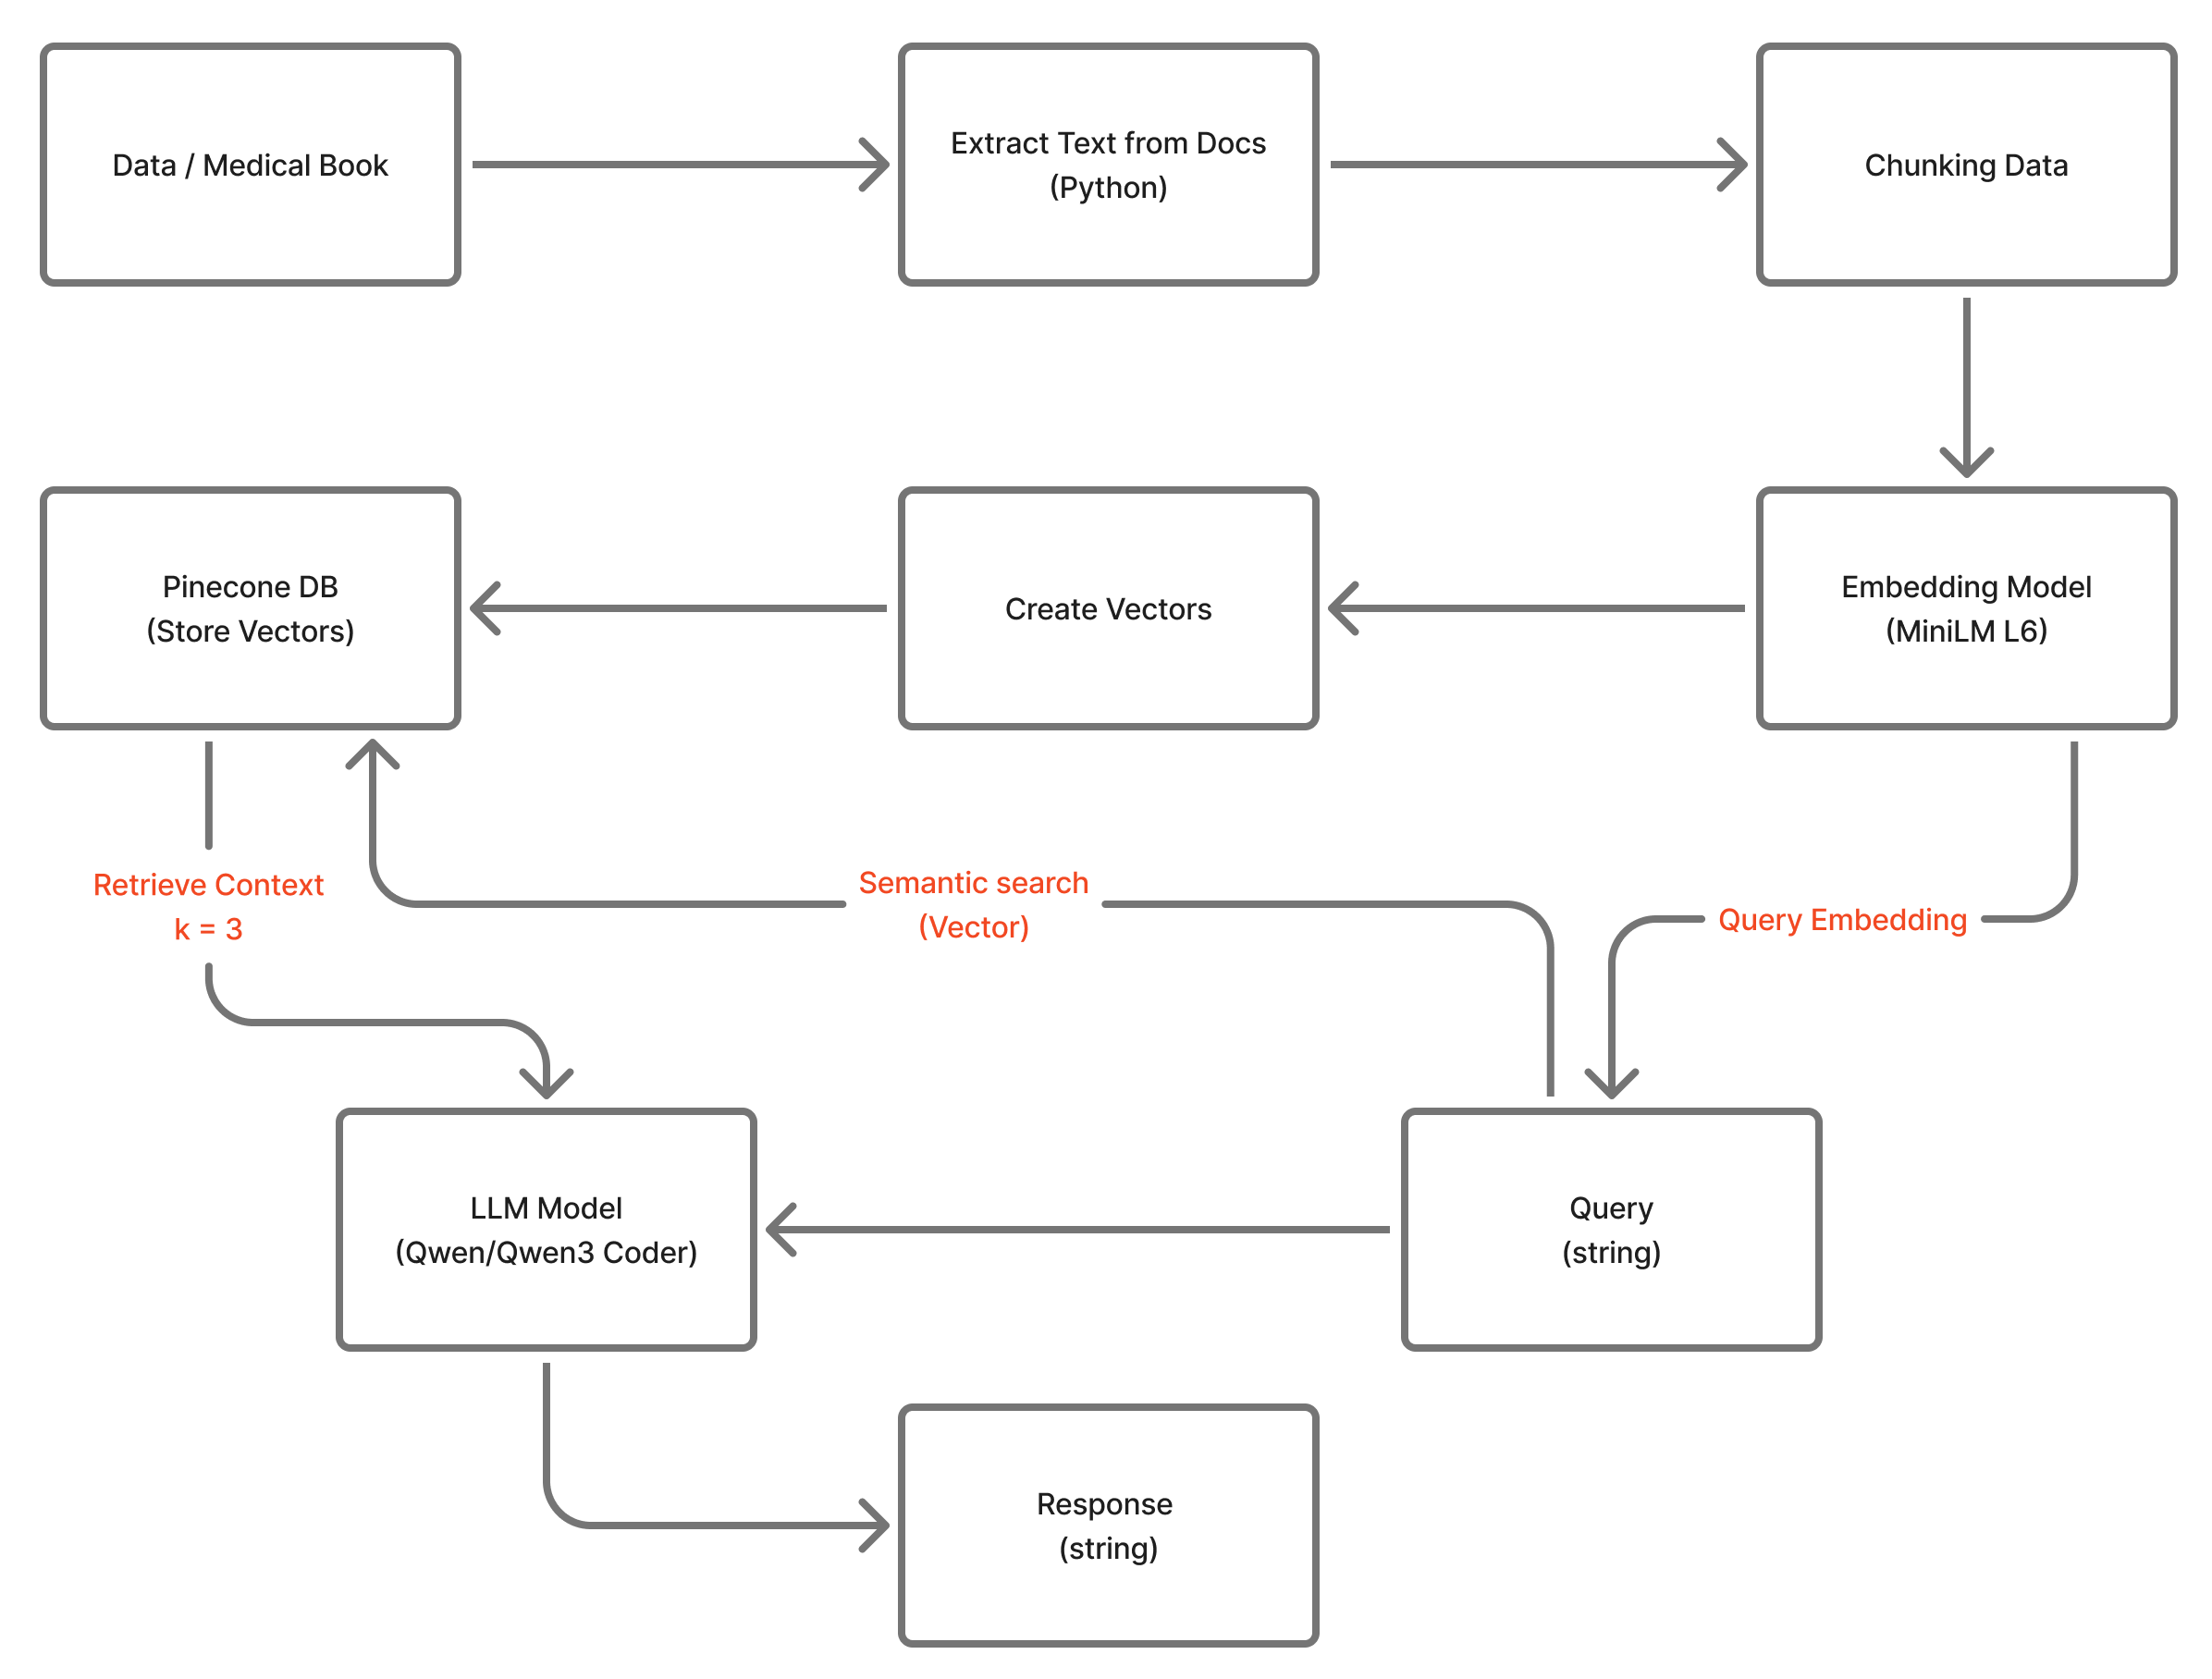 Data / Medical Book
Extract Text from Docs
(Python)
Chunking Data
Pinecone DB
(Store Vectors)
Create Vectors
Embedding Model
(MiniLM L6)
Retrieve Context
k = 3
Semantic search
(Vector)
Query Embedding
LLM Model
(Qwen/Qwen3 Coder)
Query
(string)
Response
(string)